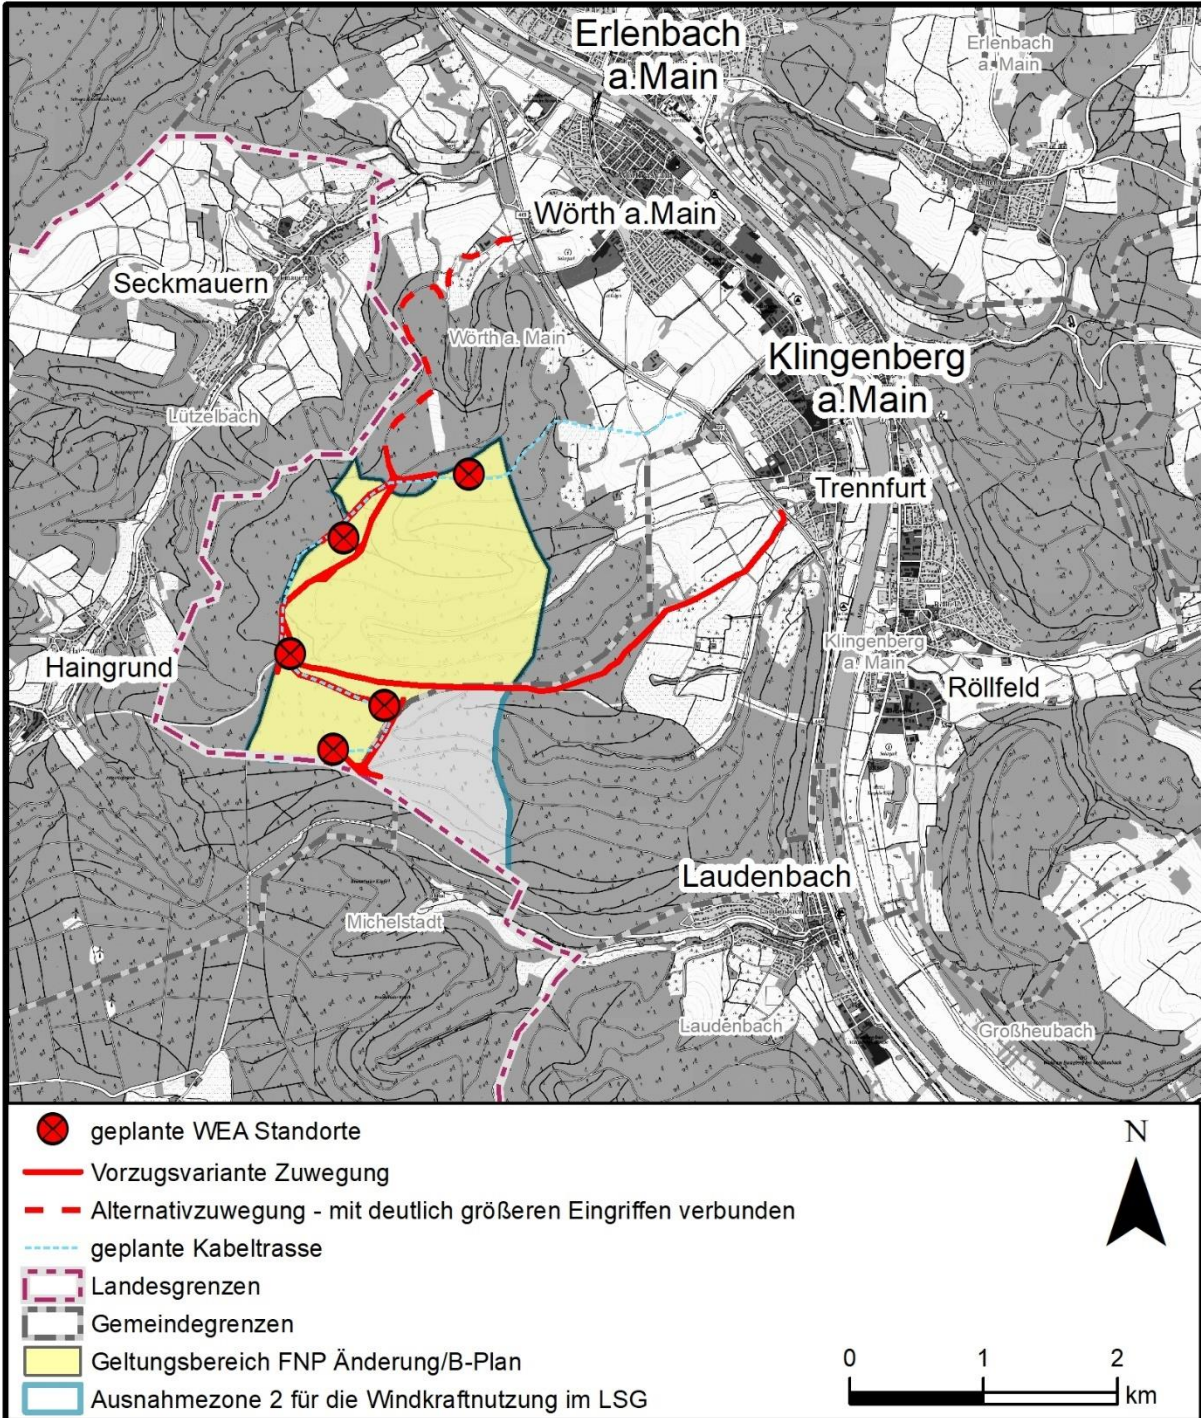 Erlenbach
a.Main
Erlenbach
a. Main
Wörth a.Main
Seckmauern
Wörth a. Main
Klingenberg
a.Main
Lützelbach
Trennfurt
Klingenberg
a. Main
Haingrund
Röllfeld
Laudenbach
Michelstadt
Laudenbach
Großheubach
geplante WEA Standorte
N
Vorzugsvariante Zuwegung
Alternativzuwegung - mit deutlich größeren Eingriffen verbunden
geplante Kabeltrasse
Landesgrenzen
Gemeindegrenzen
Geltungsbereich FNP Änderung/B-Plan
0 1 2
km
Ausnahmezone 2 für die Windkraftnutzung im LSG